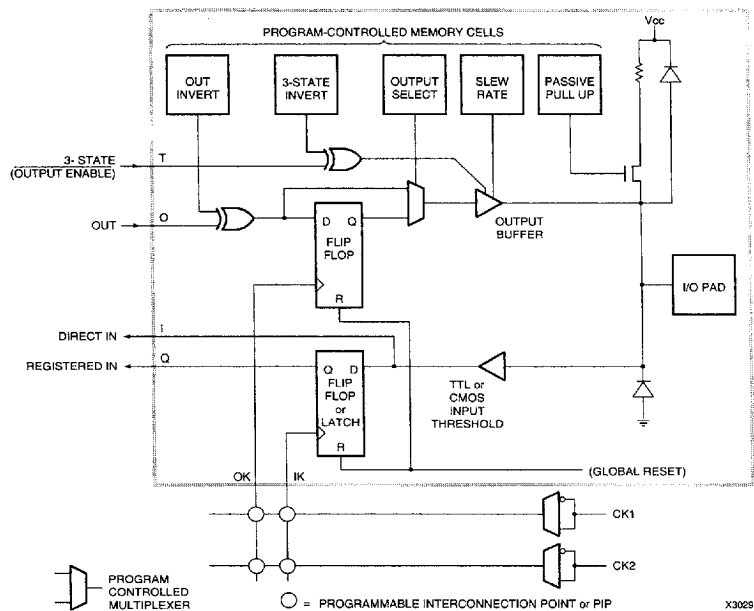 Vcc
PROGRAM-CONTROLLED MEMORY CELLS
OUT
INVERT
3-STATE
INVERT
OUTPUT
SELECT
SLEW
RATE
PASSIVE
PULL UP
3- STATE
(OUTPUT ENABLE)
T
OUT
O
D Q
FLIP
FLOP
R
OUTPUT
BUFFER
I/O PAD
DIRECT IN
I
REGISTERED IN
Q
Q D
FLIP
FLOP
or
LATCH
R
TTL or
CMOS
INPUT
THRESHOLD
OK
IK
(GLOBAL RESET)
CK1
CK2
PROGRAM
CONTROLLED
MULTIPLEXER
= PROGRAMMABLE INTERCONNECTION POINT or PIP
X3029